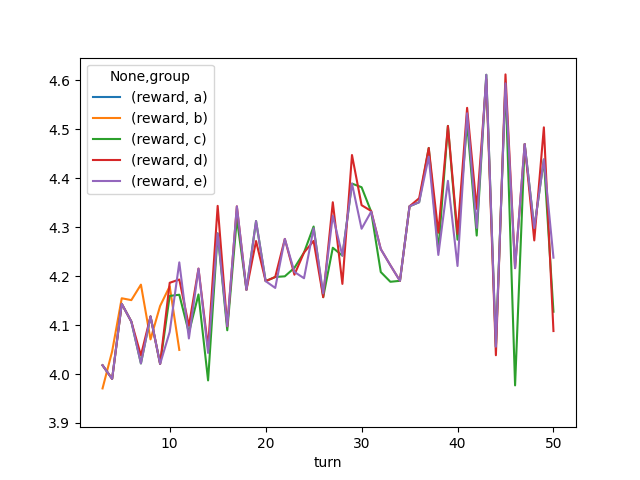 None,group
(reward, a)
(reward, b)
(reward, c)
(reward, d)
(reward, e)
4.6
4.5
4.4
4.3
4.2
4.1
4.0
3.9
10 20 30 40 50
turn